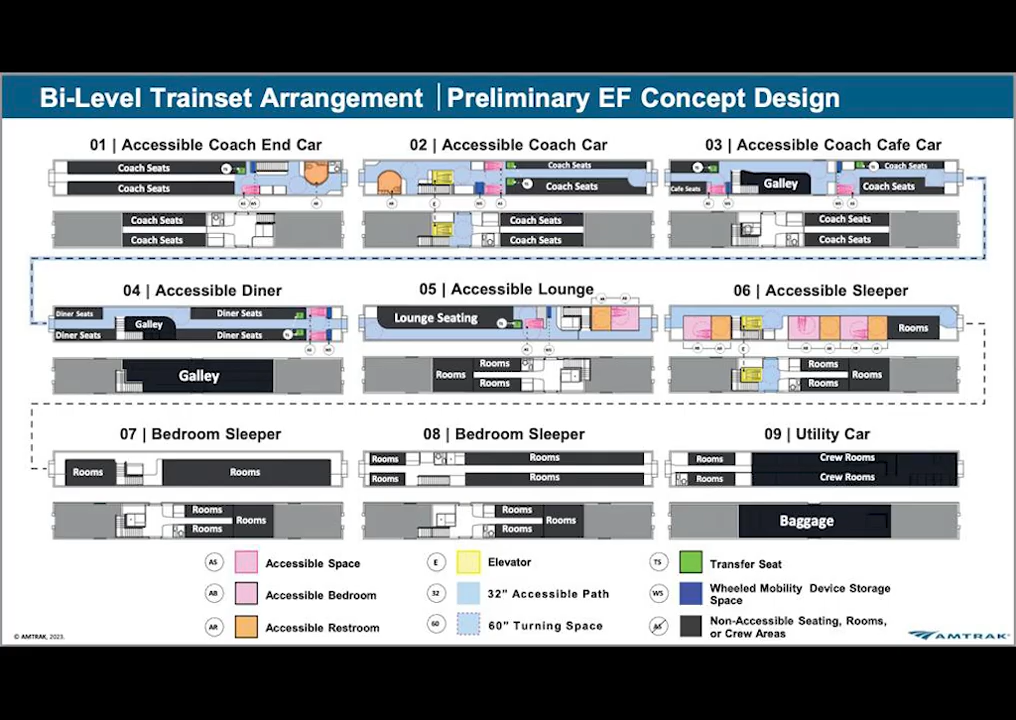 Bi-Level Trainset Arrangement | Preliminary EF Concept Design
01 | Accessible Coach End Car
02 | Accessible Coach Car
03 | Accessible Coach Cafe Car
Coach Seats
Coach Seats
Coach Seats
Coach Seats
Coach Seats
Coach Seats
Coach Seats
Coach Seats
Coach Seats
Cafe Seats
Galley
Coach Seats
Coach Seats
Coach Seats
Coach Seats
Coach Seats
04 | Accessible Diner
05 | Accessible Lounge
06 | Accessible Sleeper
Diner Seats
Diner Seats
Galley
Diner Seats
Diner Seats
Galley
Lounge Seating
Rooms
Rooms
Rooms
Rooms
Rooms
Rooms
Rooms
07 | Bedroom Sleeper
08 | Bedroom Sleeper
09 | Utility Car
Rooms
Rooms
Rooms
Rooms
Rooms
Rooms
Rooms
Rooms
Rooms
Rooms
Rooms
Rooms
Rooms
Rooms
Crew Rooms
Crew Rooms
Baggage
AS Accessible Space
E Elevator
TS Transfer Seat
AB Accessible Bedroom
32 32” Accessible Path
WS Wheeled Mobility Device Storage
Space
AR Accessible Restroom
60 60” Turning Space
AS Non-Accessible Seating, Rooms,
or Crew Areas
© AMTRAK, 2023.
AMTRAK